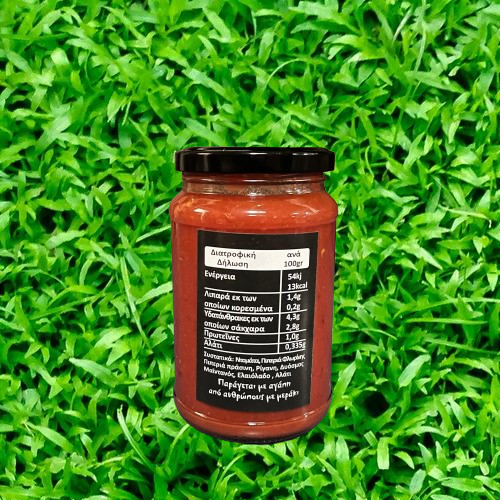 Διατροφική ανά
Δήλωση 100gr
Ενέργεια 54kj
13kcal
Λιπαρά εκ των 1,4g
οποίων κορεσμένα 0,2g
Υδατάνθρακες εκ των 4,3g
οποίων σάκχαρα 2,8g
Πρωτεΐνες 1,0g
Αλάτι 0,335g
Συστατικά: Ντομάτα, Πιπεριά Φλωρίνης
Πιπεριά πράσινη, Ρίγανη, Δυόσμος
Μαϊντανός, Ελαιόλαδο , Αλάτι
Παράγεται με αγάπη
από ανθρώπους με μεράκι